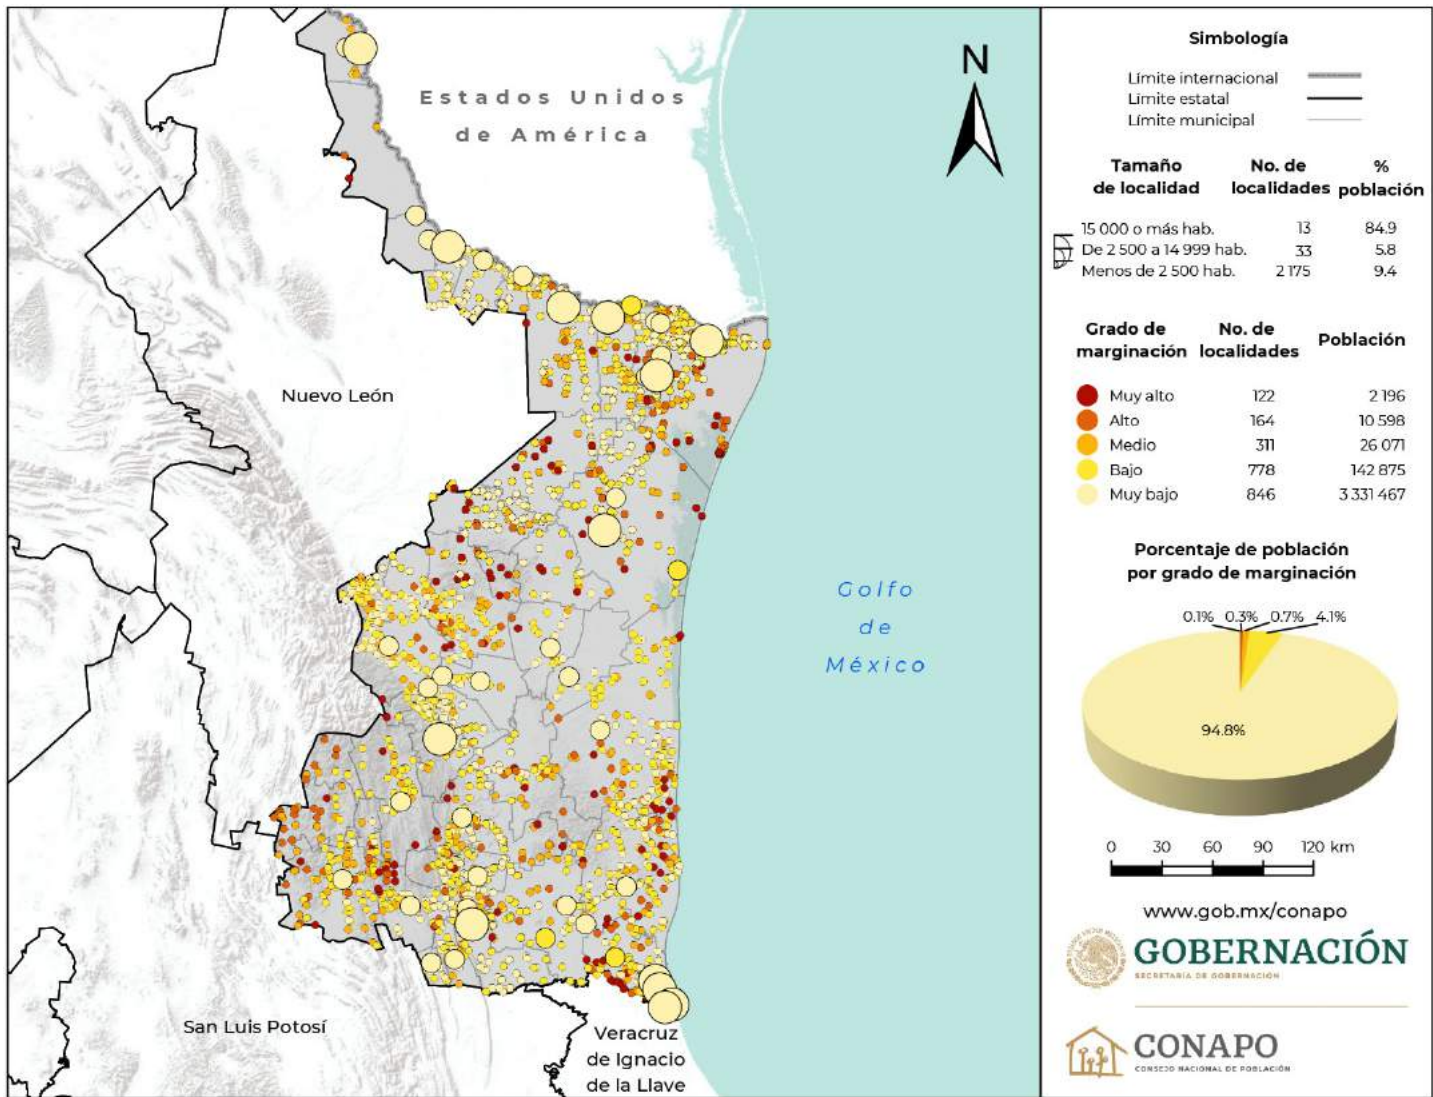 Estados Unidos
de América
N
Nuevo León
Golfo
de
México
San Luis Potosí
Veracruz
de Ignacio
de la Llave
Simbología
Límite internacional
Límite estatal
Límite municipal
Tamaño de localidad No. de localidades % población
15 000 o más hab. 13 84.9
De 2 500 a 14 999 hab. 33 5.8
Menos de 2 500 hab. 2 175 9.4
Grado de marginación No. de localidades Población
Muy alto 122 2 196
Alto 164 10 598
Medio 311 26 071
Bajo 778 142 875
Muy bajo 846 3 331 467
Porcentaje de población
por grado de marginación
0.1% 0.3% 0.7% 4.1%
94.8%
0 30 60 90 120 km
www.gob.mx/conapo
GOBERNACIÓN
SECRETARÍA DE GOBERNACIÓN
CONAPO
CONSEJO NACIONAL DE POBLACIÓN